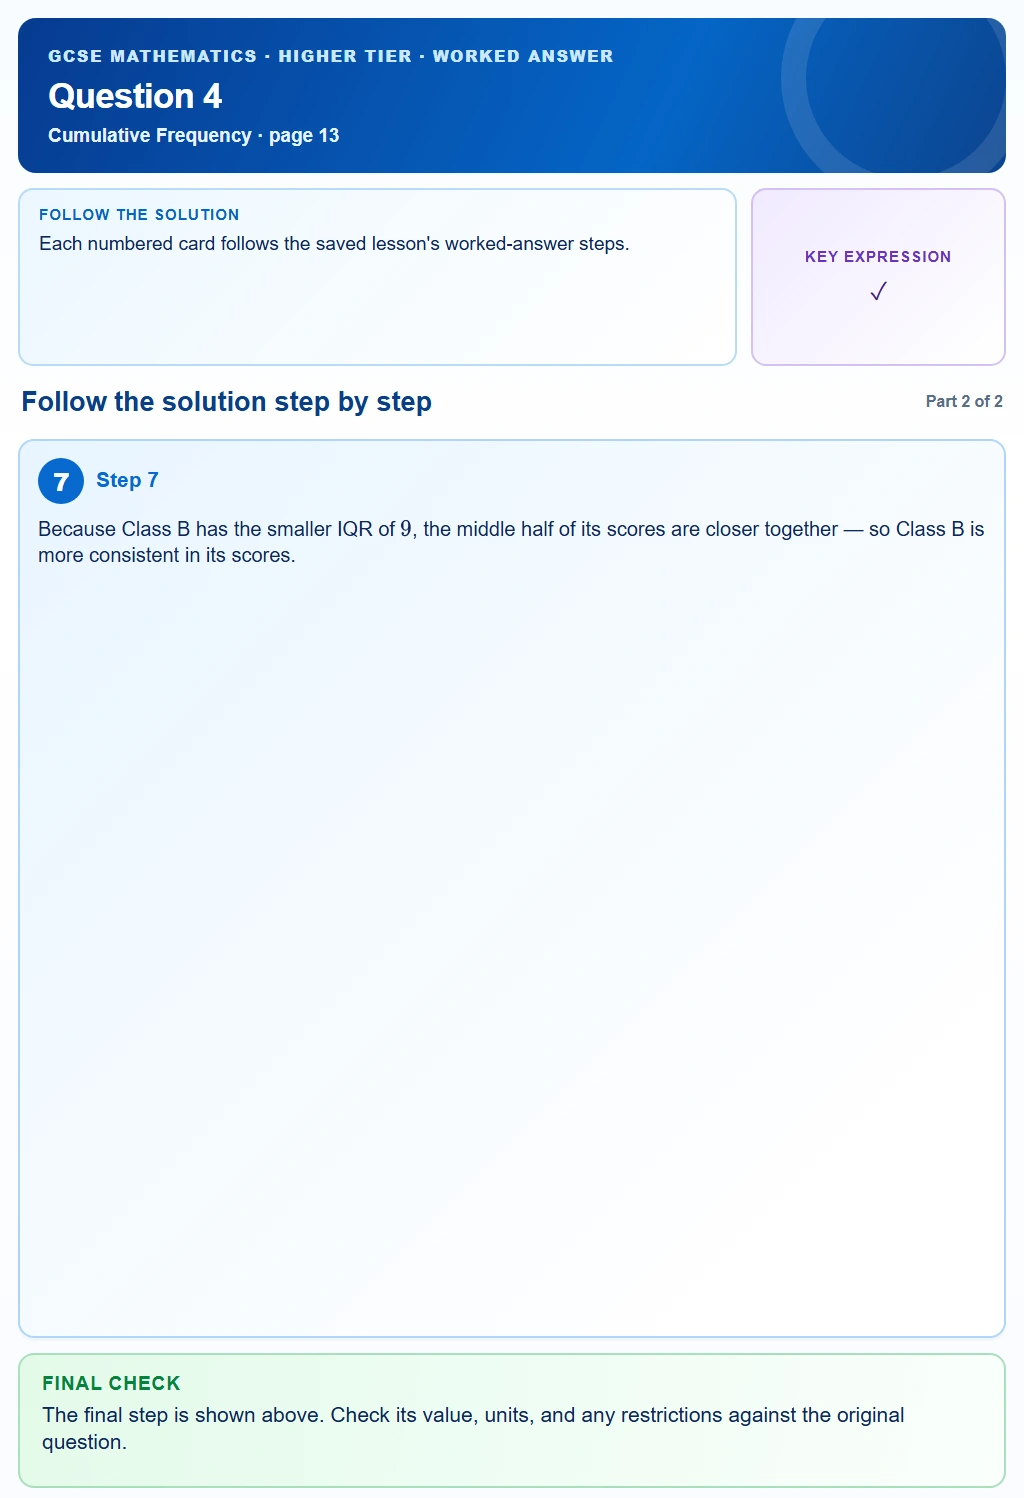 GCSE MATHEMATICS · HIGHER TIER · WORKED ANSWER
Question 4
Cumulative Frequency · page 13
FOLLOW THE SOLUTION
Each numbered card follows the saved lesson's worked-answer steps.
KEY EXPRESSION
✓
Follow the solution step by step
Part 2 of 2
7 Step 7
Because Class B has the smaller IQR of 9, the middle half of its scores are closer together — so Class B is
more consistent in its scores.
FINAL CHECK
The final step is shown above. Check its value, units, and any restrictions against the original
question.